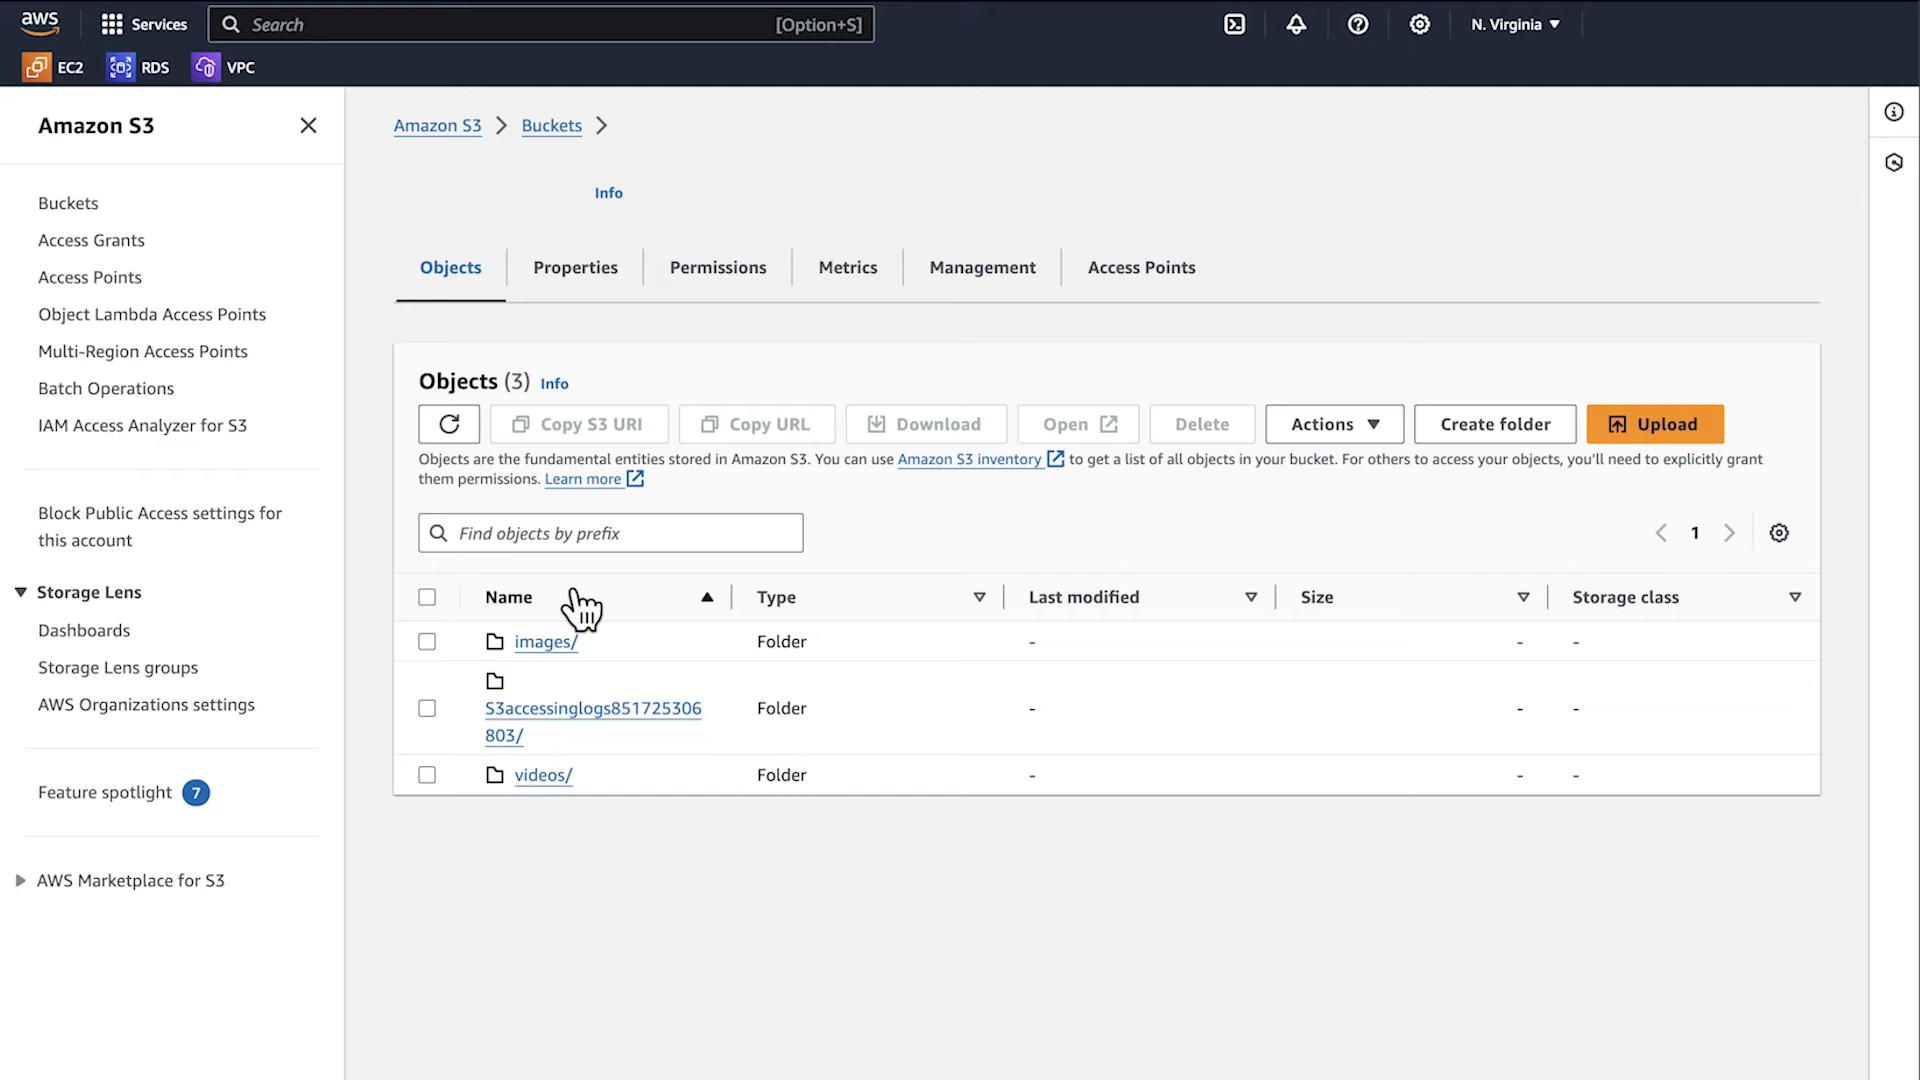 aws
Services
Search
[Option+S]
N. Virginia
EC2
RDS
VPC
Amazon S3
Buckets
Access Grants
Access Points
Object Lambda Access Points
Multi-Region Access Points
Batch Operations
IAM Access Analyzer for S3
Block Public Access settings for
this account
Storage Lens
Dashboards
Storage Lens groups
AWS Organizations settings
Feature spotlight 7
AWS Marketplace for S3
Amazon S3 > Buckets >
Info
Objects
Properties
Permissions
Metrics
Management
Access Points
Objects (3) Info
Copy S3 URI
Copy URL
Download
Open
Delete
Actions
Create folder
Upload
Objects are the fundamental entities stored in Amazon S3. You can use Amazon S3 inventory to get a list of all objects in your bucket. For others to access your objects, you'll need to explicitly grant
them permissions. Learn more
Find objects by prefix
1
Name Type Last modified Size Storage class
images/ Folder - - -
S3accessinglogs851725306
803/ Folder - - -
videos/ Folder - - -